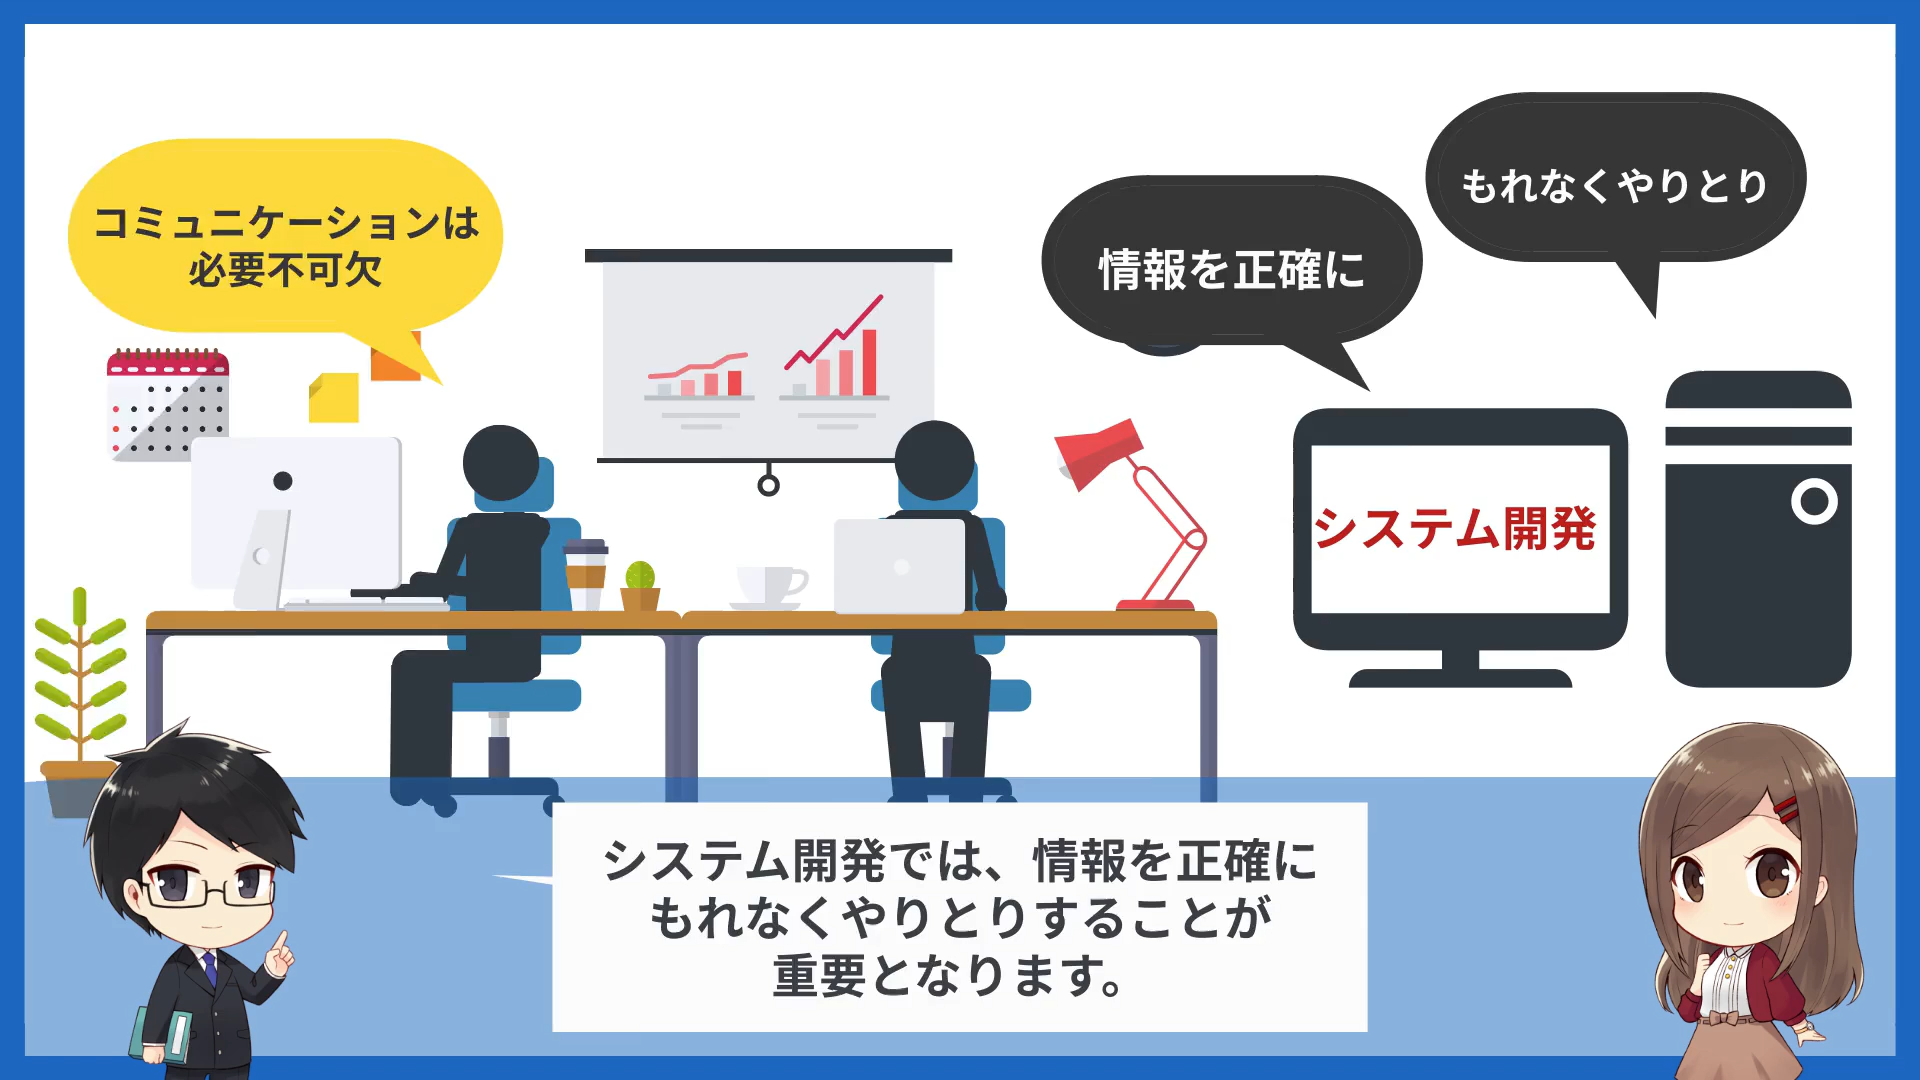 コミュニケーションは
必要不可欠
情報を正確に
もれなくやりとり
システム開発
システム開発では、情報を正確に
もれなくやりとりすることが
重要となります。